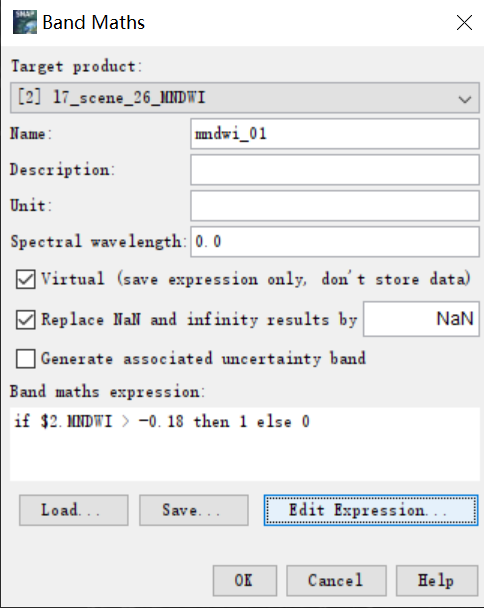 SNAP
Band Maths
Target product:
[2] l7_scene_26_MNDWI
Name: mndwi_01
Description:
Unit:
Spectral wavelength: 0.0
Virtual (save expression only, don't store data)
Replace NaN and infinity results by NaN
Generate associated uncertainty band
Band maths expression:
if $2.MNDWI > -0.18 then 1 else 0
Load... Save... Edit Expression...
OK Cancel Help